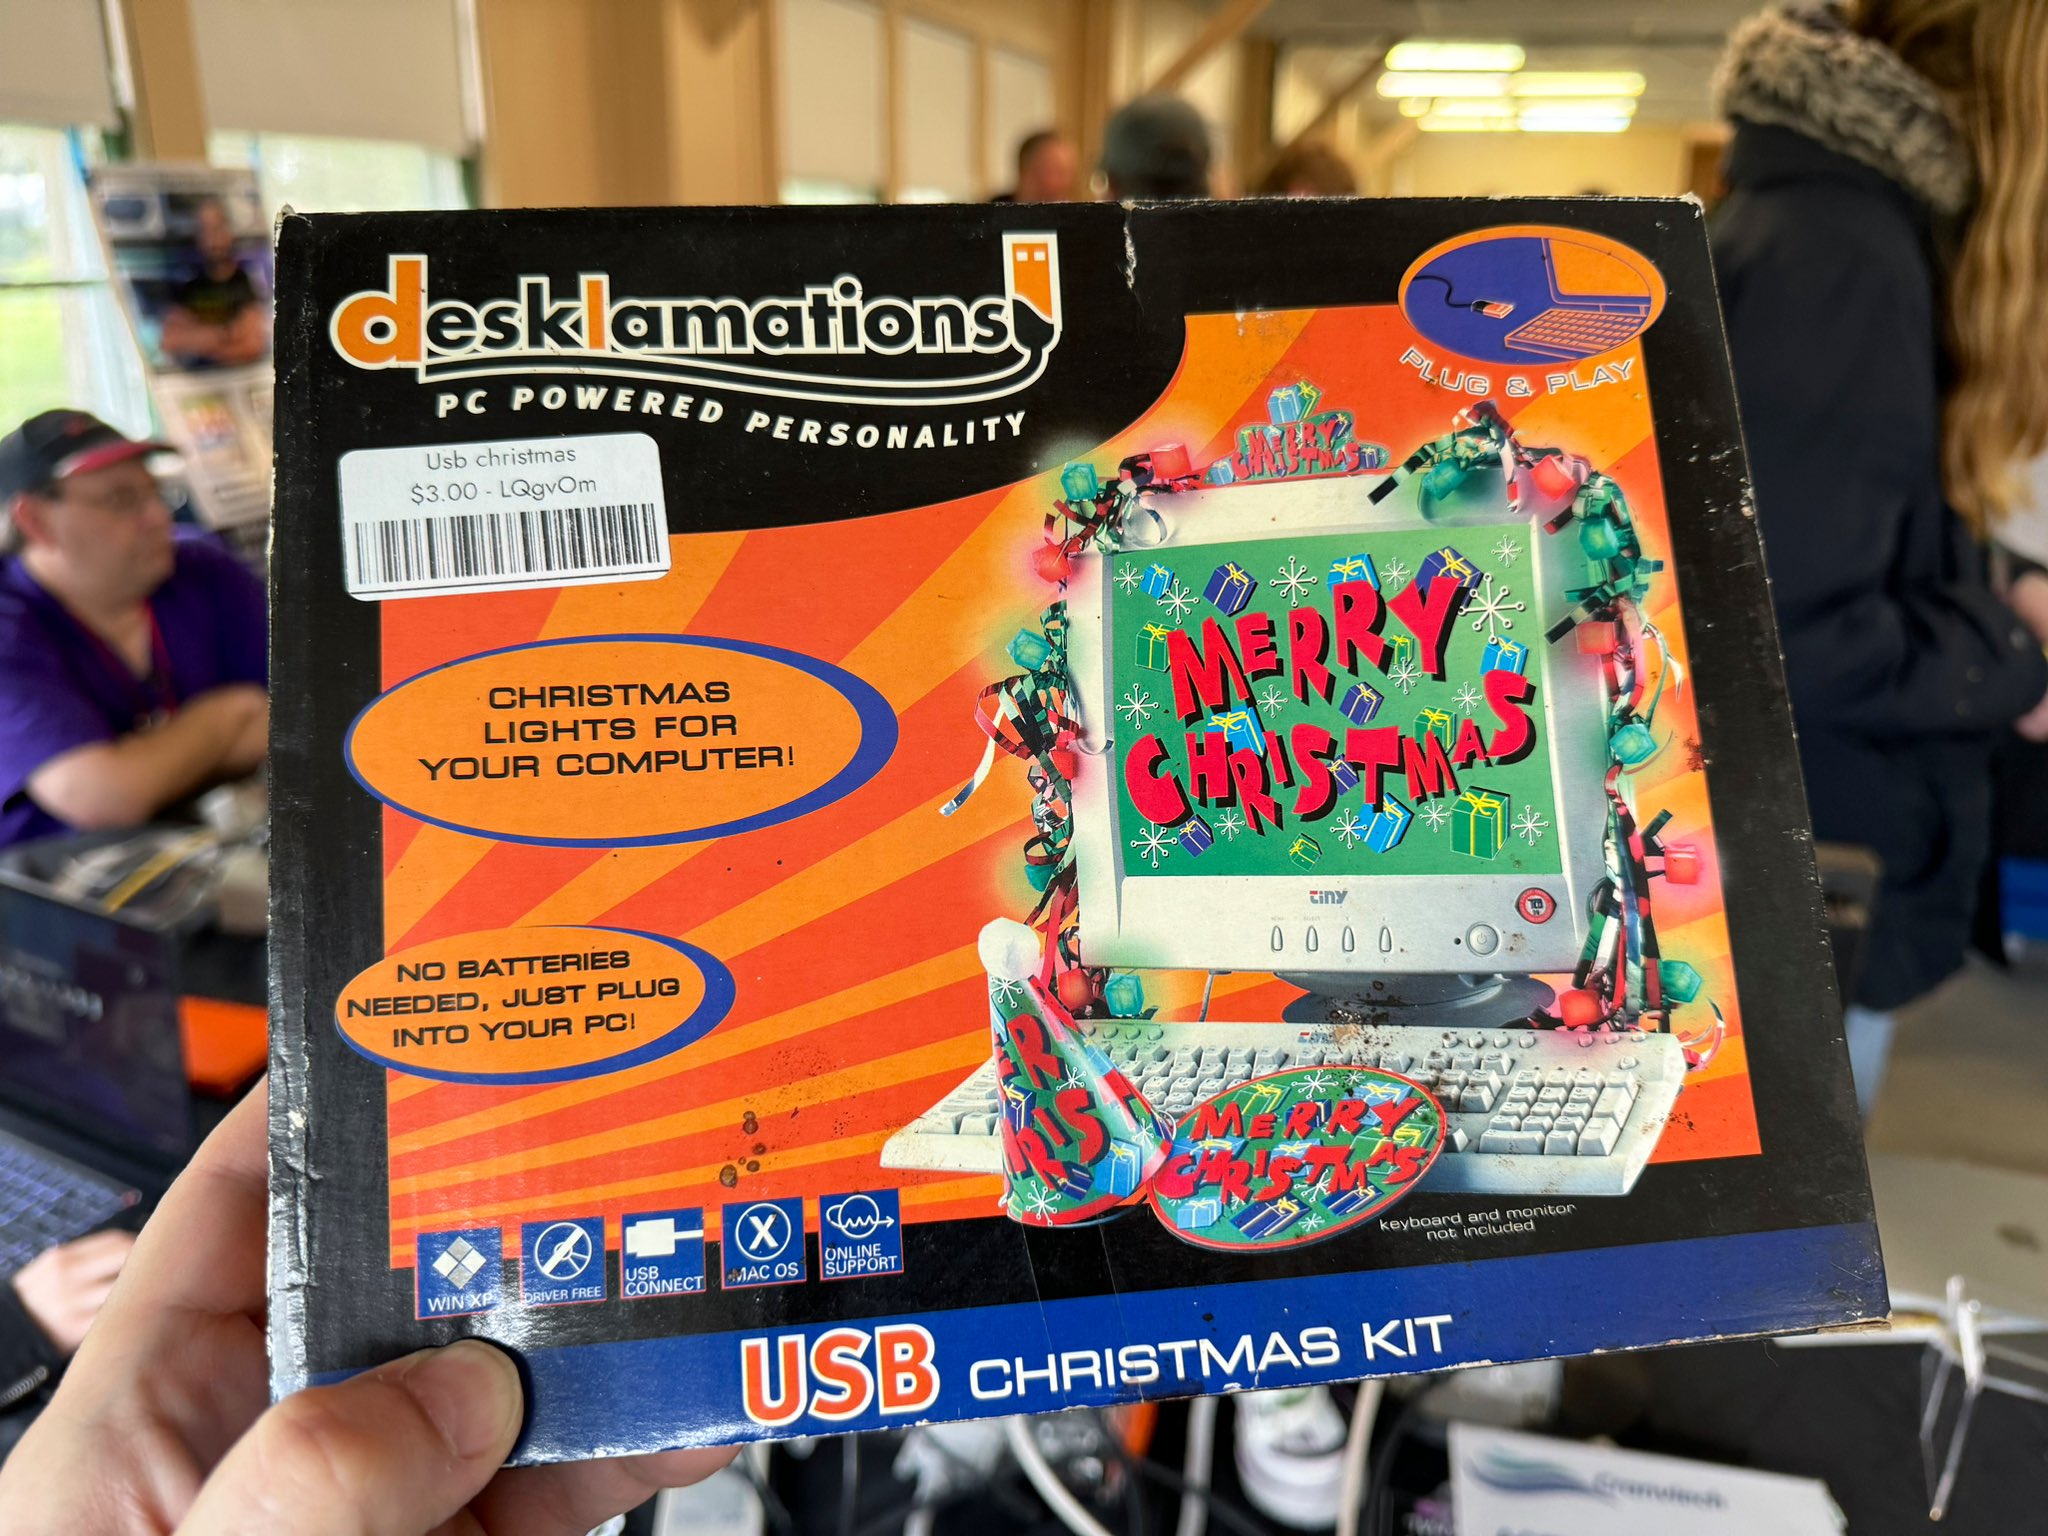 desklamations!
PC POWERED PERSONALITY
PLUG & PLAY
Usb christmas
$3.00 - LQgvOm
MERRY
CHRISTMAS
MERRY
CHRISTMAS
CHRISTMAS
LIGHTS FOR
YOUR COMPUTER!
TINY
NO BATTERIES
NEEDED, JUST PLUG
INTO YOUR PC!
MERRY
CHRISTMAS
keyboard and monitor
not included
WIN XP
DRIVER FREE
USB
CONNECT
MAC OS
ONLINE
SUPPORT
USB CHRISTMAS KIT